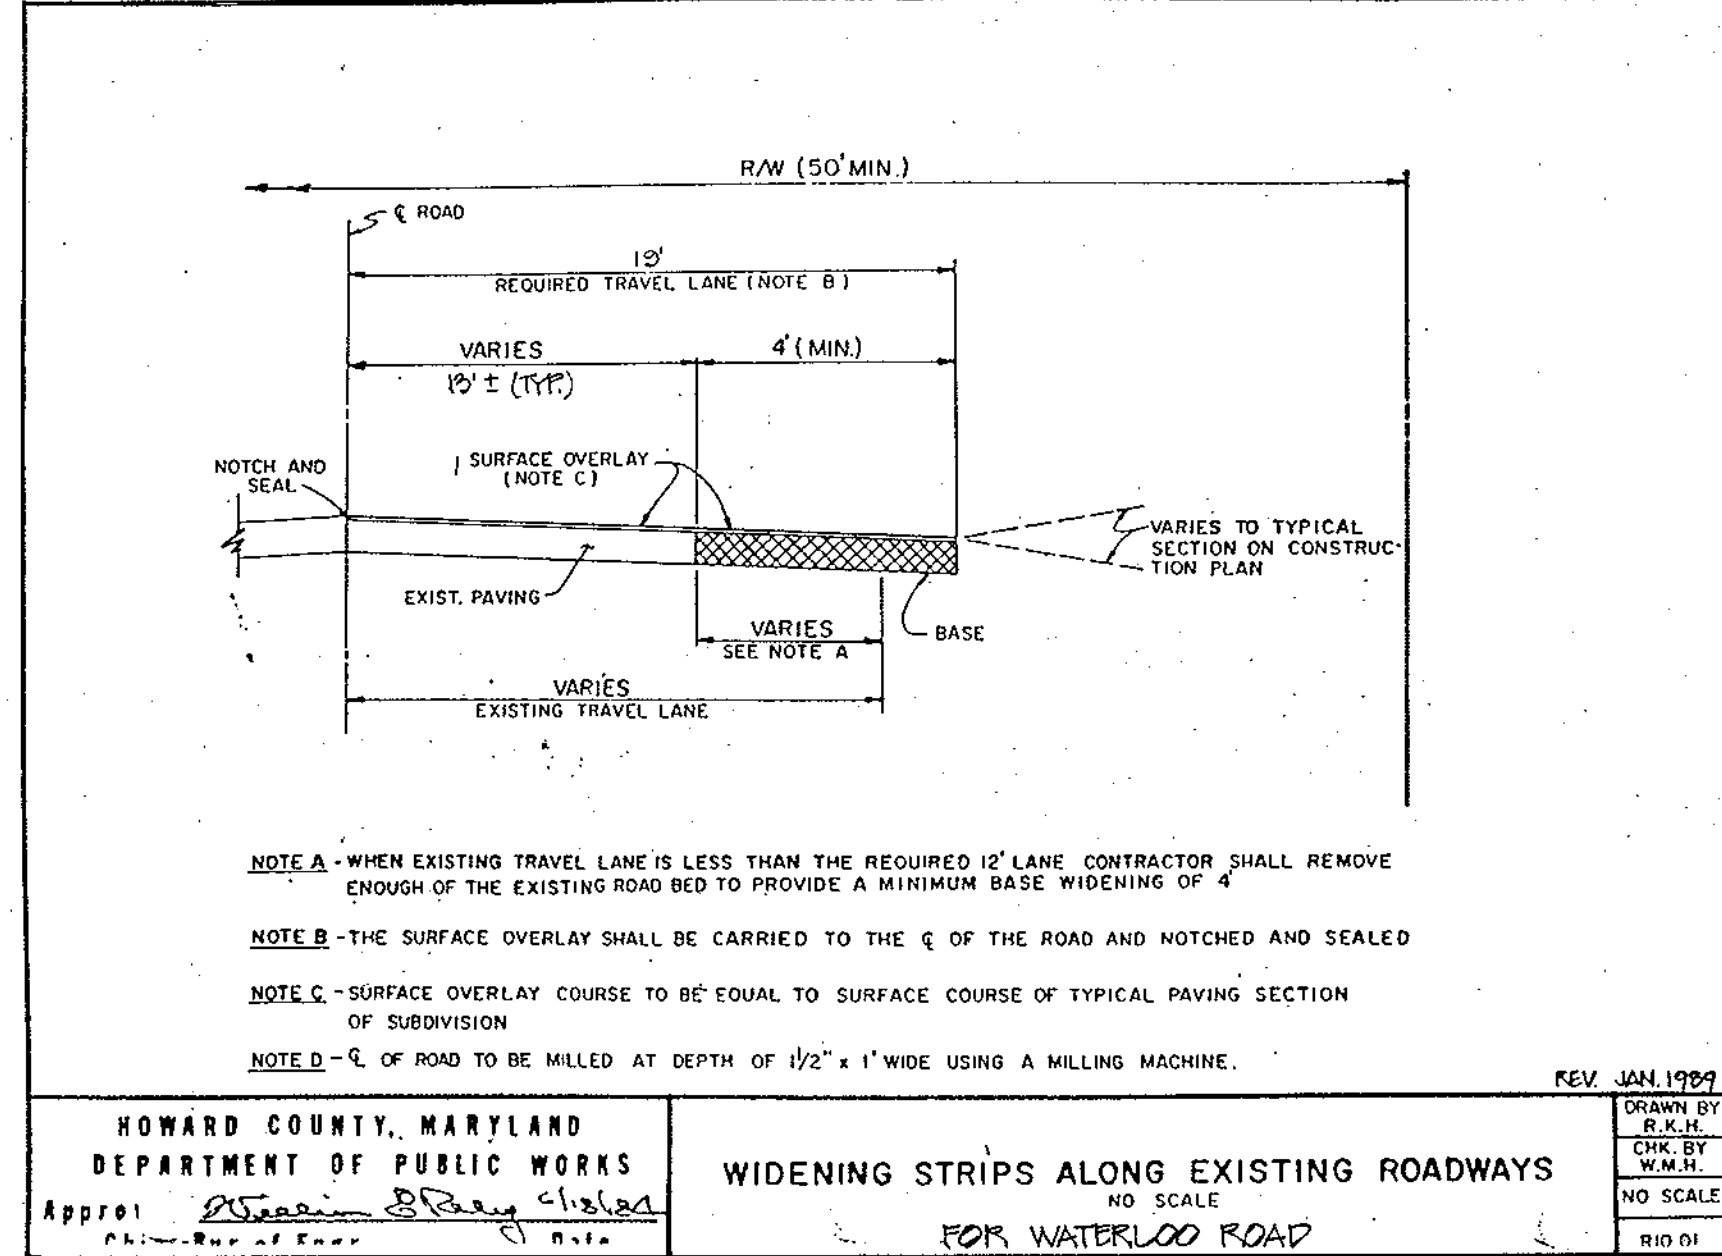 R/W (50' MIN.)
℄ ROAD
19'
REQUIRED TRAVEL LANE (NOTE B)
VARIES
4' (MIN.)
13' ± (TYP.)
NOTCH AND
SEAL
SURFACE OVERLAY
(NOTE C)
VARIES TO TYPICAL
SECTION ON CONSTRUC-
TION PLAN
EXIST. PAVING
VARIES
SEE NOTE A
BASE
VARIES
EXISTING TRAVEL LANE
NOTE A - WHEN EXISTING TRAVEL LANE IS LESS THAN THE REQUIRED 12' LANE CONTRACTOR SHALL REMOVE
ENOUGH OF THE EXISTING ROAD BED TO PROVIDE A MINIMUM BASE WIDENING OF 4'
NOTE B - THE SURFACE OVERLAY SHALL BE CARRIED TO THE ℄ OF THE ROAD AND NOTCHED AND SEALED
NOTE C - SURFACE OVERLAY COURSE TO BE EQUAL TO SURFACE COURSE OF TYPICAL PAVING SECTION
OF SUBDIVISION
NOTE D - ℄ OF ROAD TO BE MILLED AT DEPTH OF 1 1/2" x 1' WIDE USING A MILLING MACHINE.
REV. JAN. 1989
HOWARD COUNTY, MARYLAND
DEPARTMENT OF PUBLIC WORKS
WIDENING STRIPS ALONG EXISTING ROADWAYS
NO SCALE
FOR WATERLOO ROAD
DRAWN BY
R.K.H.
CHK. BY
W.M.H.
NO SCALE
R10 01